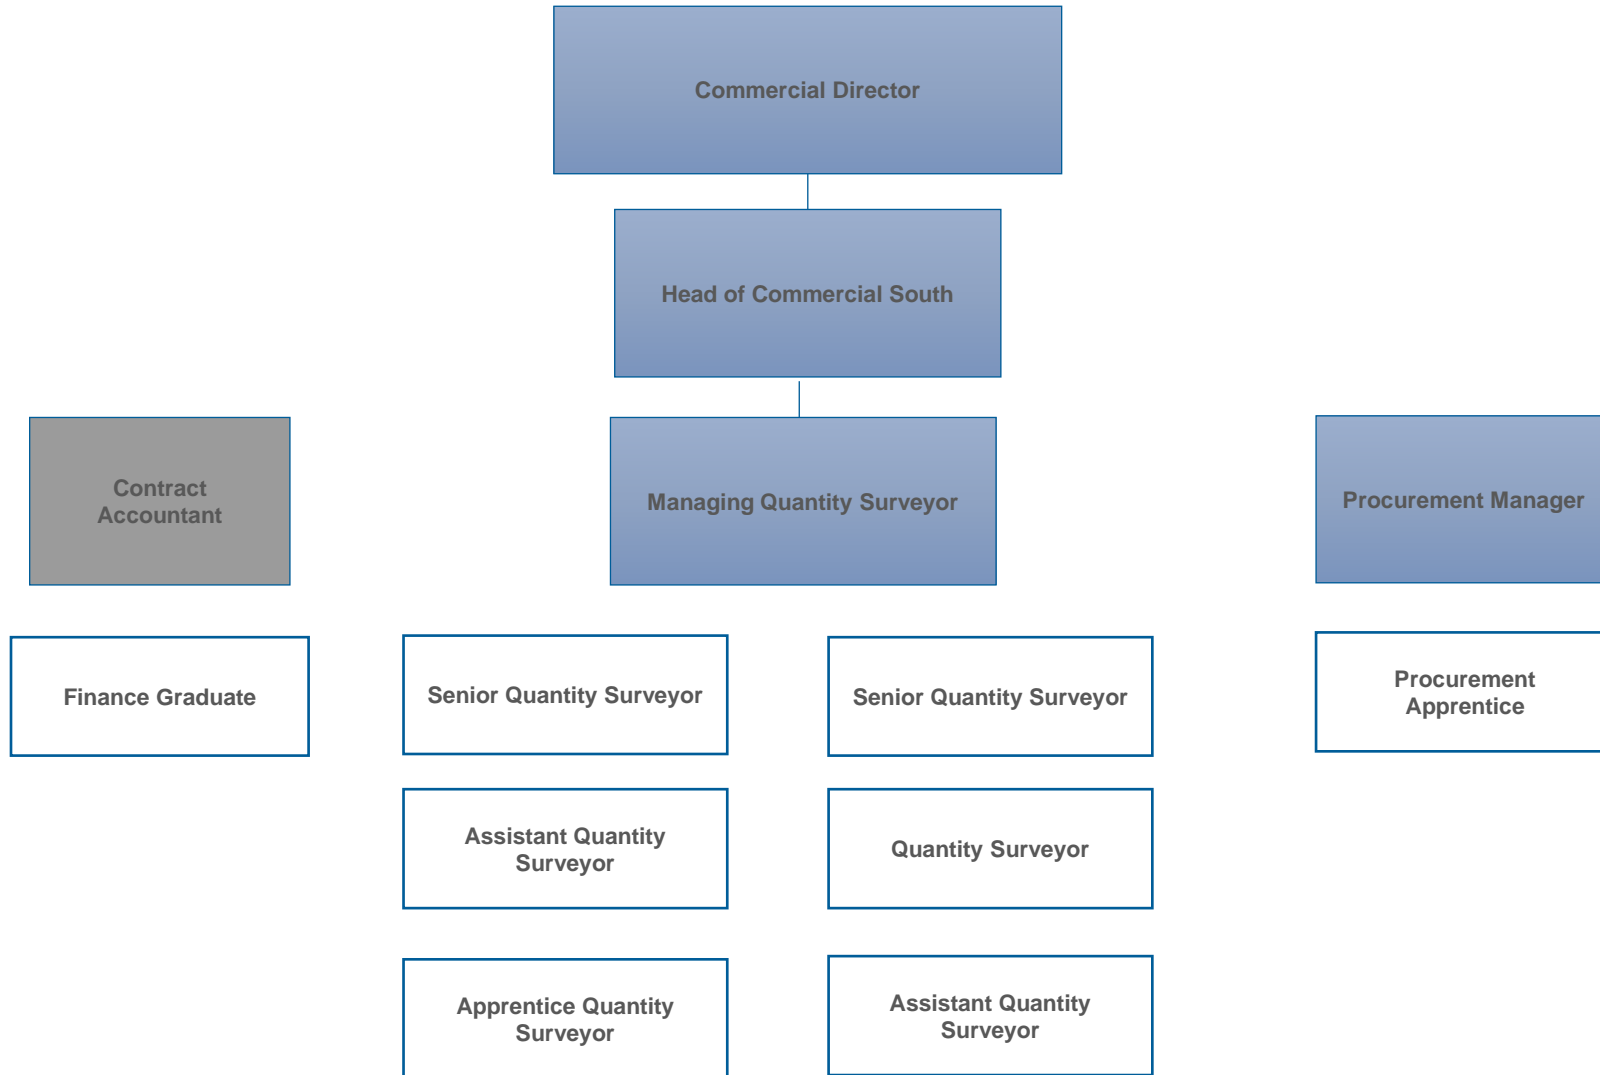 Commercial Director
Head of Commercial South
Contract
Accountant
Managing Quantity Surveyor
Procurement Manager
Finance Graduate
Senior Quantity Surveyor
Senior Quantity Surveyor
Procurement
Apprentice
Assistant Quantity
Surveyor
Quantity Surveyor
Apprentice Quantity
Surveyor
Assistant Quantity
Surveyor